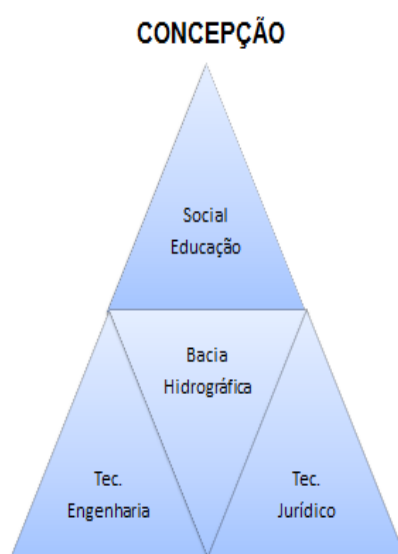 CONCEPÇÃO
Social
Educação
Bacia
Hidrográfica
Tec.
Engenharia
Tec.
Jurídico